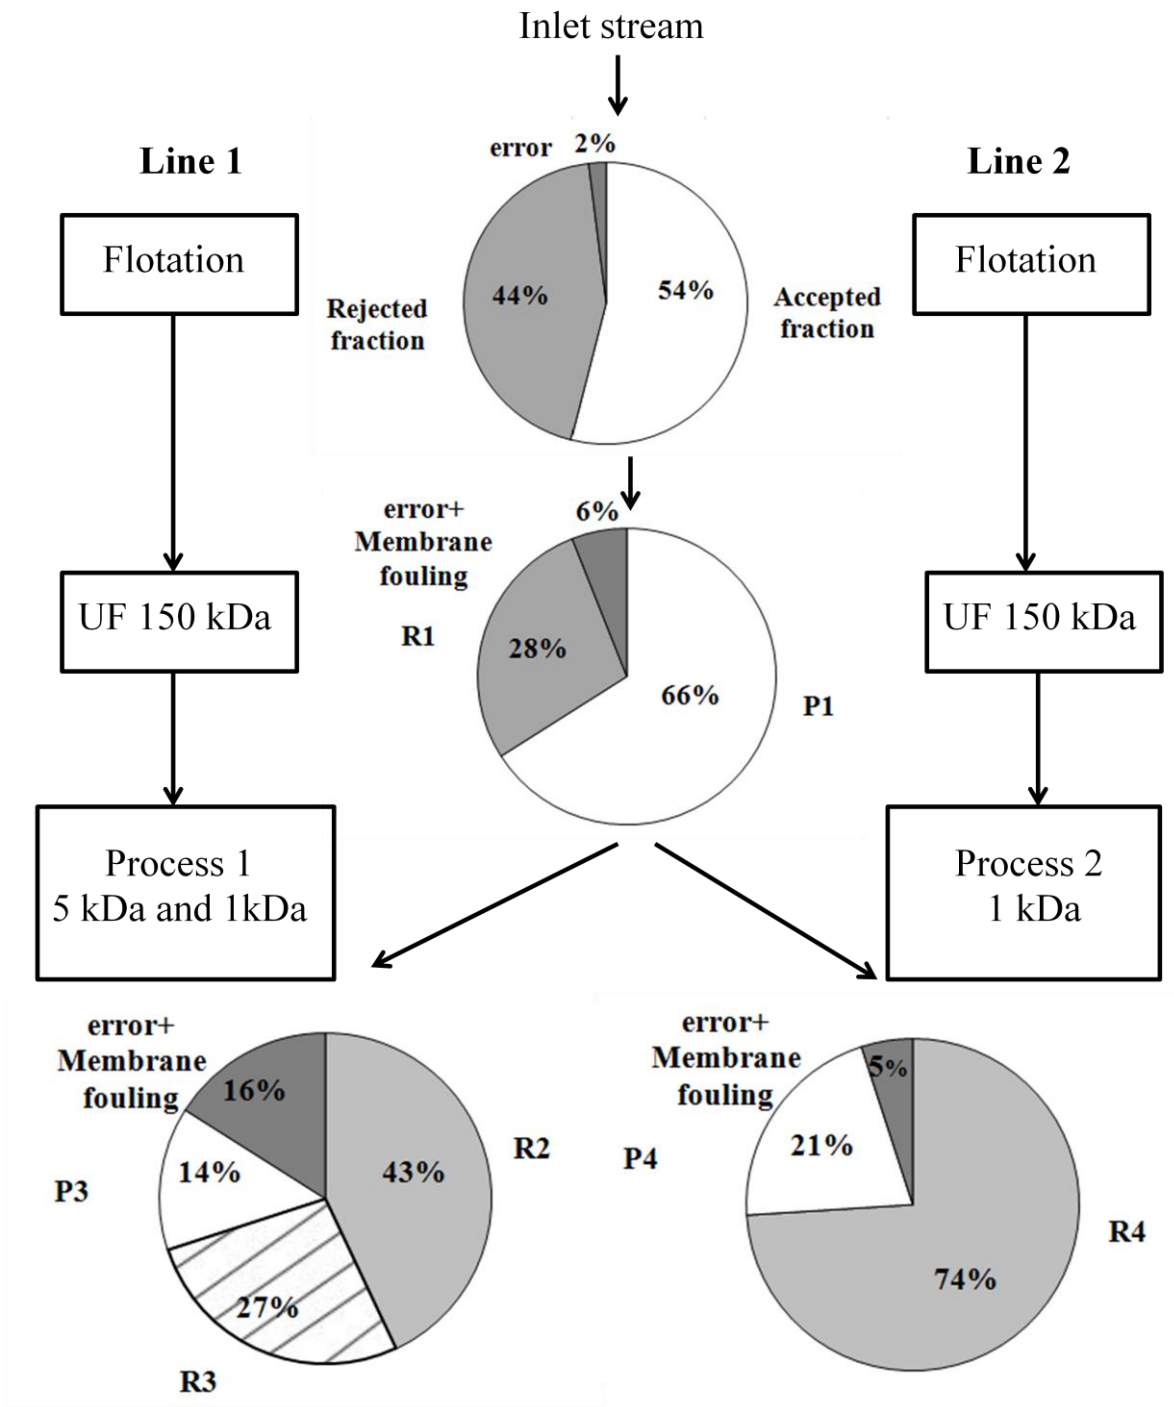 Inlet stream
error 2%
Line 1
Line 2
Flotation
Flotation
44%
54%
Rejected
fraction
Accepted
fraction
error+
Membrane
fouling
6%
R1
28%
66%
P1
UF 150 kDa
UF 150 kDa
Process 1
5 kDa and 1kDa
Process 2
1 kDa
error+
Membrane
fouling
16%
14%
43%
R2
P3
27%
R3
error+
Membrane
fouling
5%
21%
P4
R4
74%